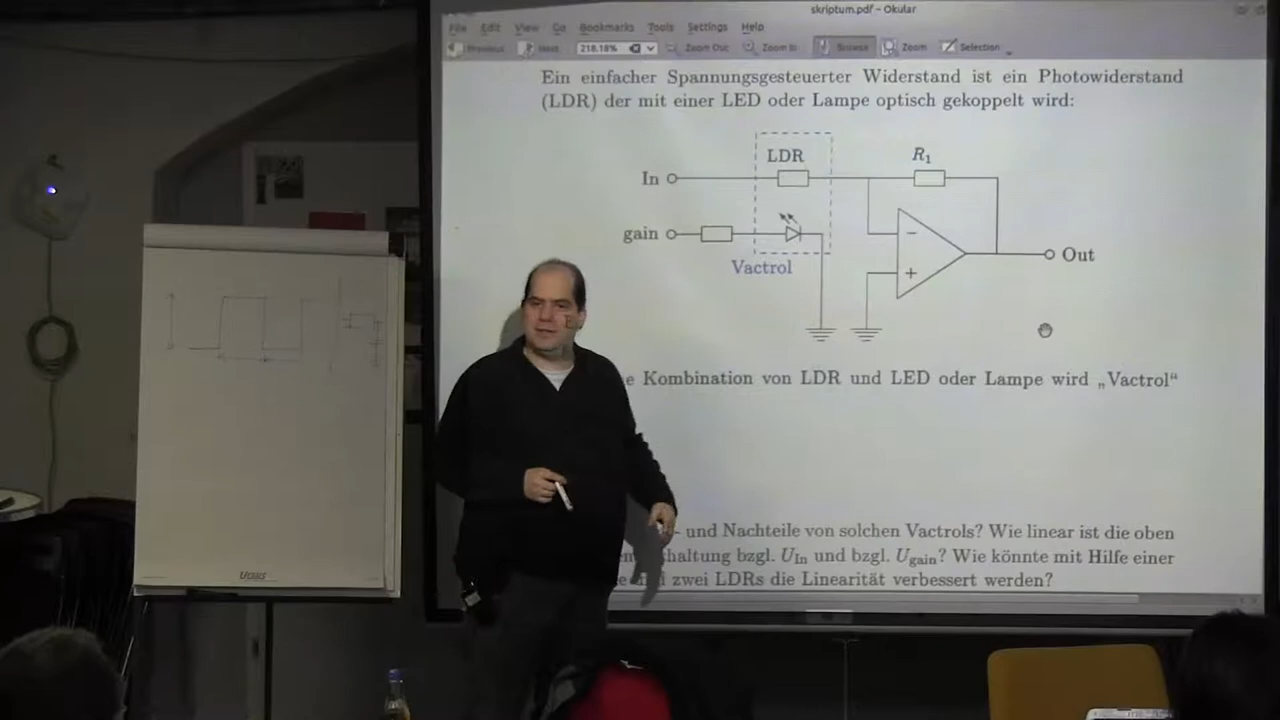 skriptum.pdf - Okular
File Edit View Go Bookmarks Tools Settings Help
Previous Next 218.18% Zoom Out Zoom In Browse Zoom Selection
Ein einfacher Spannungsgesteuerter Widerstand ist ein Photowiderstand
(LDR) der mit einer LED oder Lampe optisch gekoppelt wird:
LDR
R1
In
gain
−
+
Out
Vactrol
Kombination von LDR und LED oder Lampe wird „Vactrol“
und Nachteile von solchen Vactrols? Wie linear ist die oben
bzgl. UIn und bzgl. Ugain? Wie könnte mit Hilfe einer
zwei LDRs die Linearität verbessert werden?